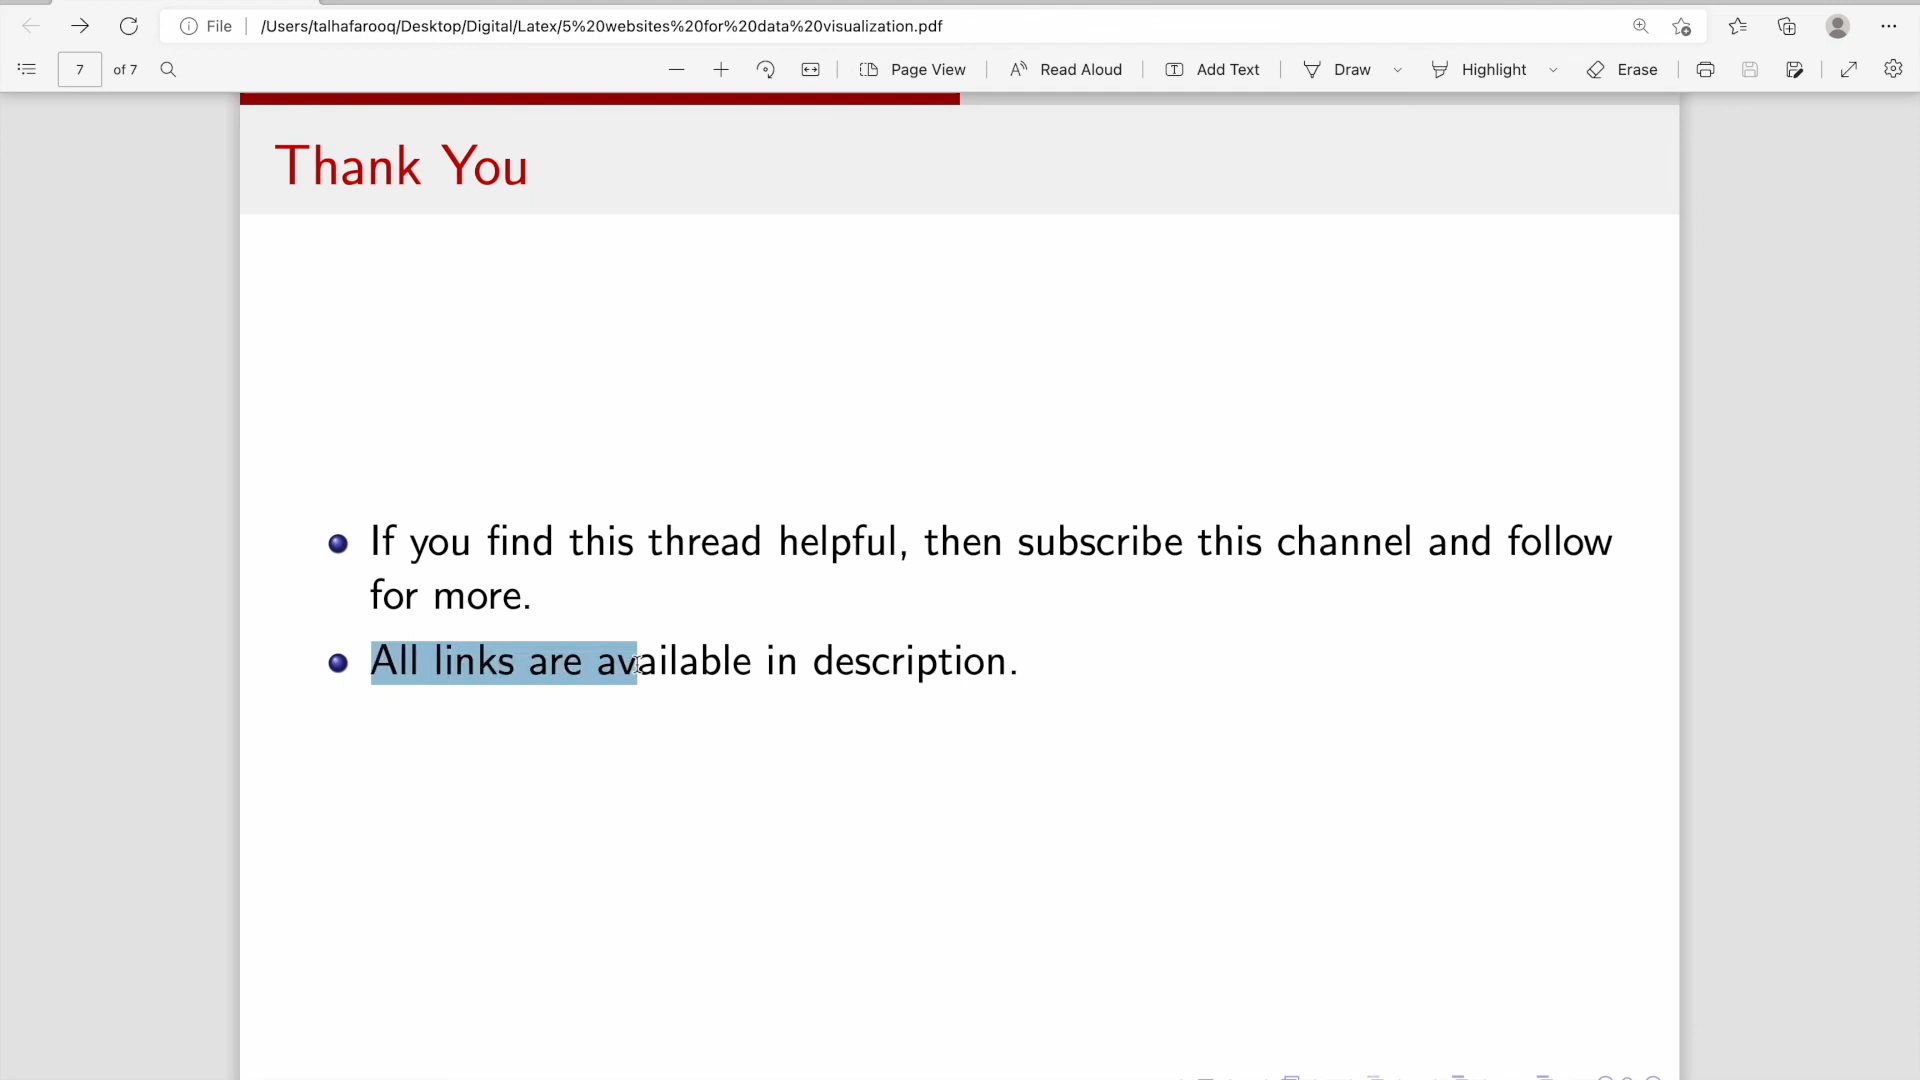 File /Users/talhafarooq/Desktop/Digital/Latex/5%20websites%20for%20data%20visualization.pdf
7 of 7 Page View Read Aloud Add Text Draw Highlight Erase
Thank You
If you find this thread helpful, then subscribe this channel and follow
for more.
All links are available in description.